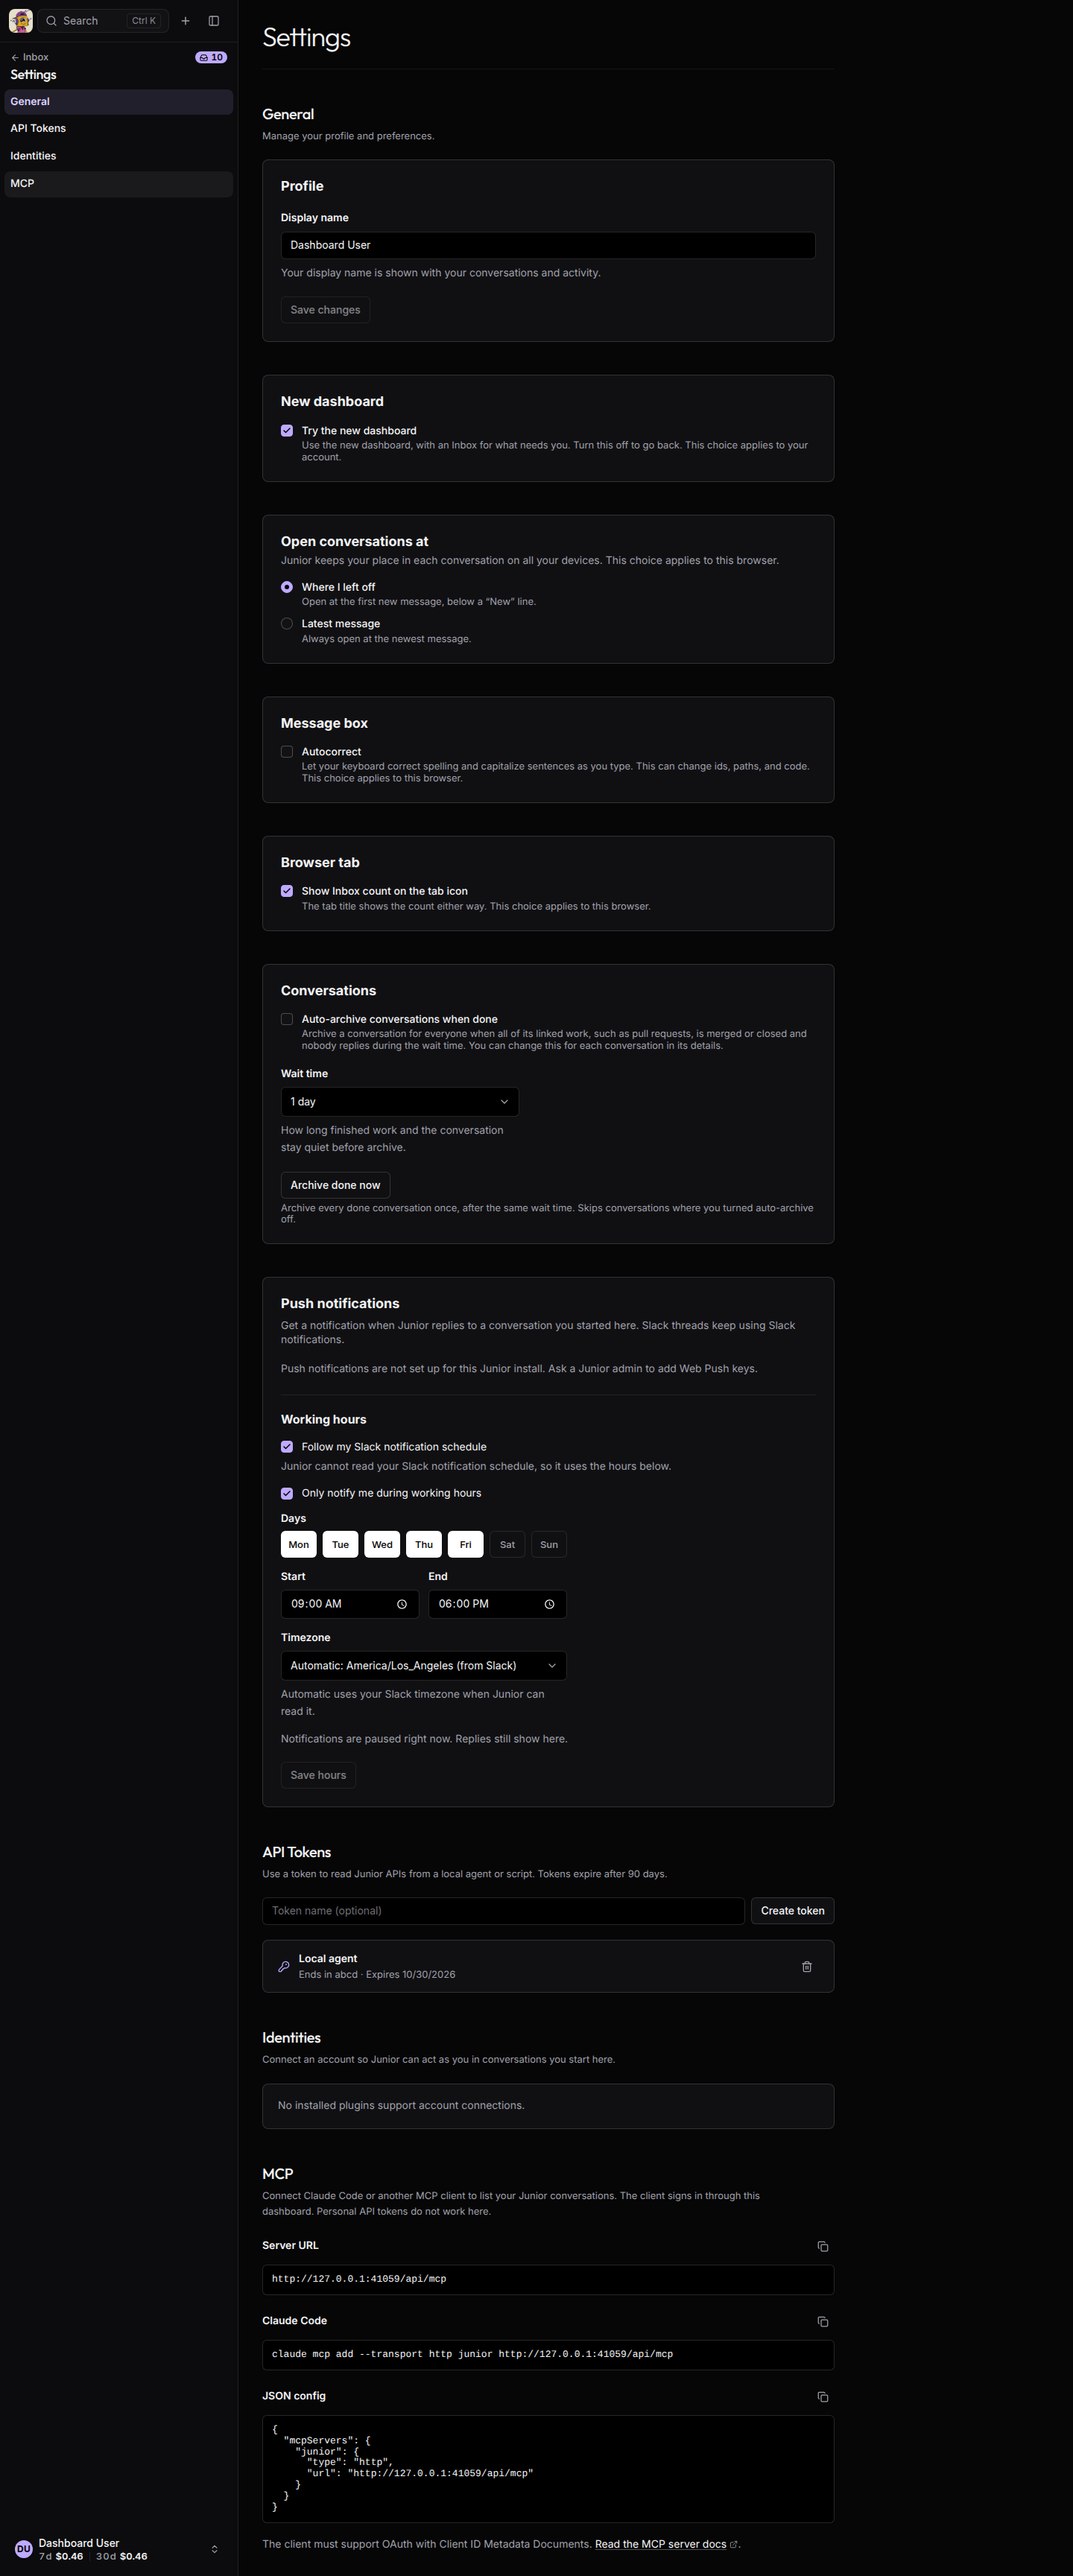 Search
Ctrl K
Inbox
10
Settings
General
API Tokens
Identities
MCP
Settings
General
Manage your profile and preferences.
Profile
Display name
Dashboard User
Your display name is shown with your conversations and activity.
Save changes
New dashboard
Try the new dashboard
Use the new dashboard, with an Inbox for what needs you. Turn this off to go back. This choice applies to your
account.
Open conversations at
Junior keeps your place in each conversation on all your devices. This choice applies to this browser.
Where I left off
Open at the first new message, below a “New” line.
Latest message
Always open at the newest message.
Message box
Autocorrect
Let your keyboard correct spelling and capitalize sentences as you type. This can change ids, paths, and code.
This choice applies to this browser.
Browser tab
Show Inbox count on the tab icon
The tab title shows the count either way. This choice applies to this browser.
Conversations
Auto-archive conversations when done
Archive a conversation for everyone when all of its linked work, such as pull requests, is merged or closed and
nobody replies during the wait time. You can change this for each conversation in its details.
Wait time
1 day
How long finished work and the conversation
stay quiet before archive.
Archive done now
Archive every done conversation once, after the same wait time. Skips conversations where you turned auto-archive
off.
Push notifications
Get a notification when Junior replies to a conversation you started here. Slack threads keep using Slack
notifications.
Push notifications are not set up for this Junior install. Ask a Junior admin to add Web Push keys.
Working hours
Follow my Slack notification schedule
Junior cannot read your Slack notification schedule, so it uses the hours below.
Only notify me during working hours
Days
Mon Tue Wed Thu Fri Sat Sun
Start End
09:00 AM 06:00 PM
Timezone
Automatic: America/Los_Angeles (from Slack)
Automatic uses your Slack timezone when Junior can
read it.
Notifications are paused right now. Replies still show here.
Save hours
API Tokens
Use a token to read Junior APIs from a local agent or script. Tokens expire after 90 days.
Token name (optional)
Create token
Local agent
Ends in abcd · Expires 10/30/2026
Identities
Connect an account so Junior can act as you in conversations you start here.
No installed plugins support account connections.
MCP
Connect Claude Code or another MCP client to list your Junior conversations. The client signs in through this
dashboard. Personal API tokens do not work here.
Server URL
http://127.0.0.1:41059/api/mcp
Claude Code
claude mcp add --transport http junior http://127.0.0.1:41059/api/mcp
JSON config
{
"mcpServers": {
"junior": {
"type": "http",
"url": "http://127.0.0.1:41059/api/mcp"
}
}
}
The client must support OAuth with Client ID Metadata Documents. Read the MCP server docs.
DU
Dashboard User
7d $0.46 30d $0.46